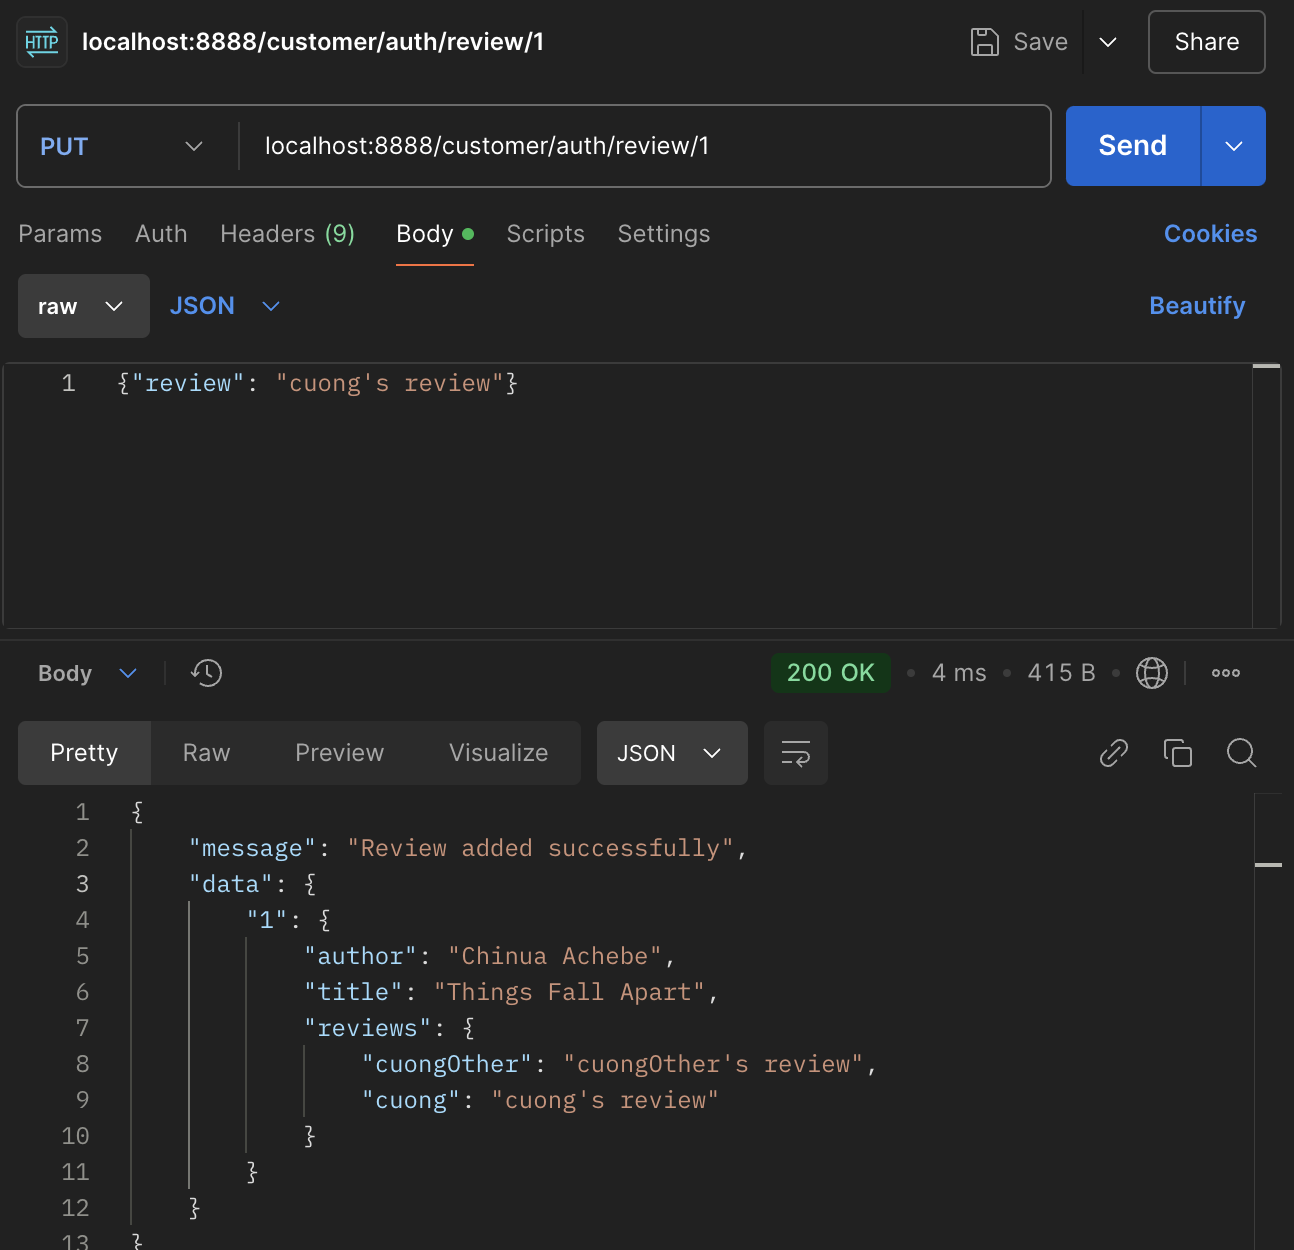 HTTP localhost:8888/customer/auth/review/1 Save Share
PUT localhost:8888/customer/auth/review/1 Send
Params Auth Headers (9) Body Scripts Settings Cookies
raw JSON Beautify
1 {"review": "cuong's review"}
Body 200 OK • 4 ms • 415 B •
Pretty Raw Preview Visualize JSON
1 {
2 "message": "Review added successfully",
3 "data": {
4 "1": {
5 "author": "Chinua Achebe",
6 "title": "Things Fall Apart",
7 "reviews": {
8 "cuongOther": "cuongOther's review",
9 "cuong": "cuong's review"
10 }
11 }
12 }
13 }